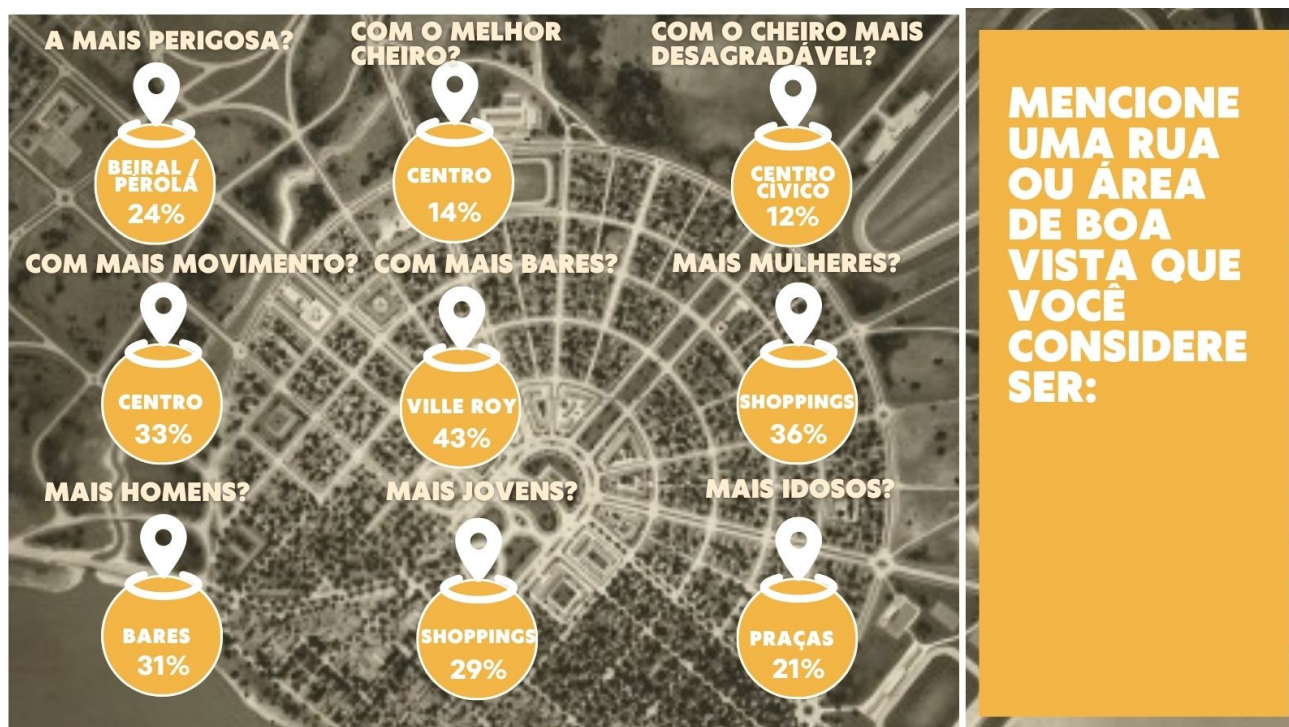 A MAIS PERIGOSA?
BEIRAL /
PÉROLA
24%
COM O MELHOR
CHEIRO?
CENTRO
14%
COM O CHEIRO MAIS
DESAGRADÁVEL?
CENTRO
CÍVICO
12%
COM MAIS MOVIMENTO?
CENTRO
33%
COM MAIS BARES?
VILLE ROY
43%
MAIS MULHERES?
SHOPPINGS
36%
MAIS HOMENS?
BARES
31%
MAIS JOVENS?
SHOPPINGS
29%
MAIS IDOSOS?
PRAÇAS
21%
MENCIONE
UMA RUA
OU ÁREA
DE BOA
VISTA QUE
VOCÊ
CONSIDERE
SER: